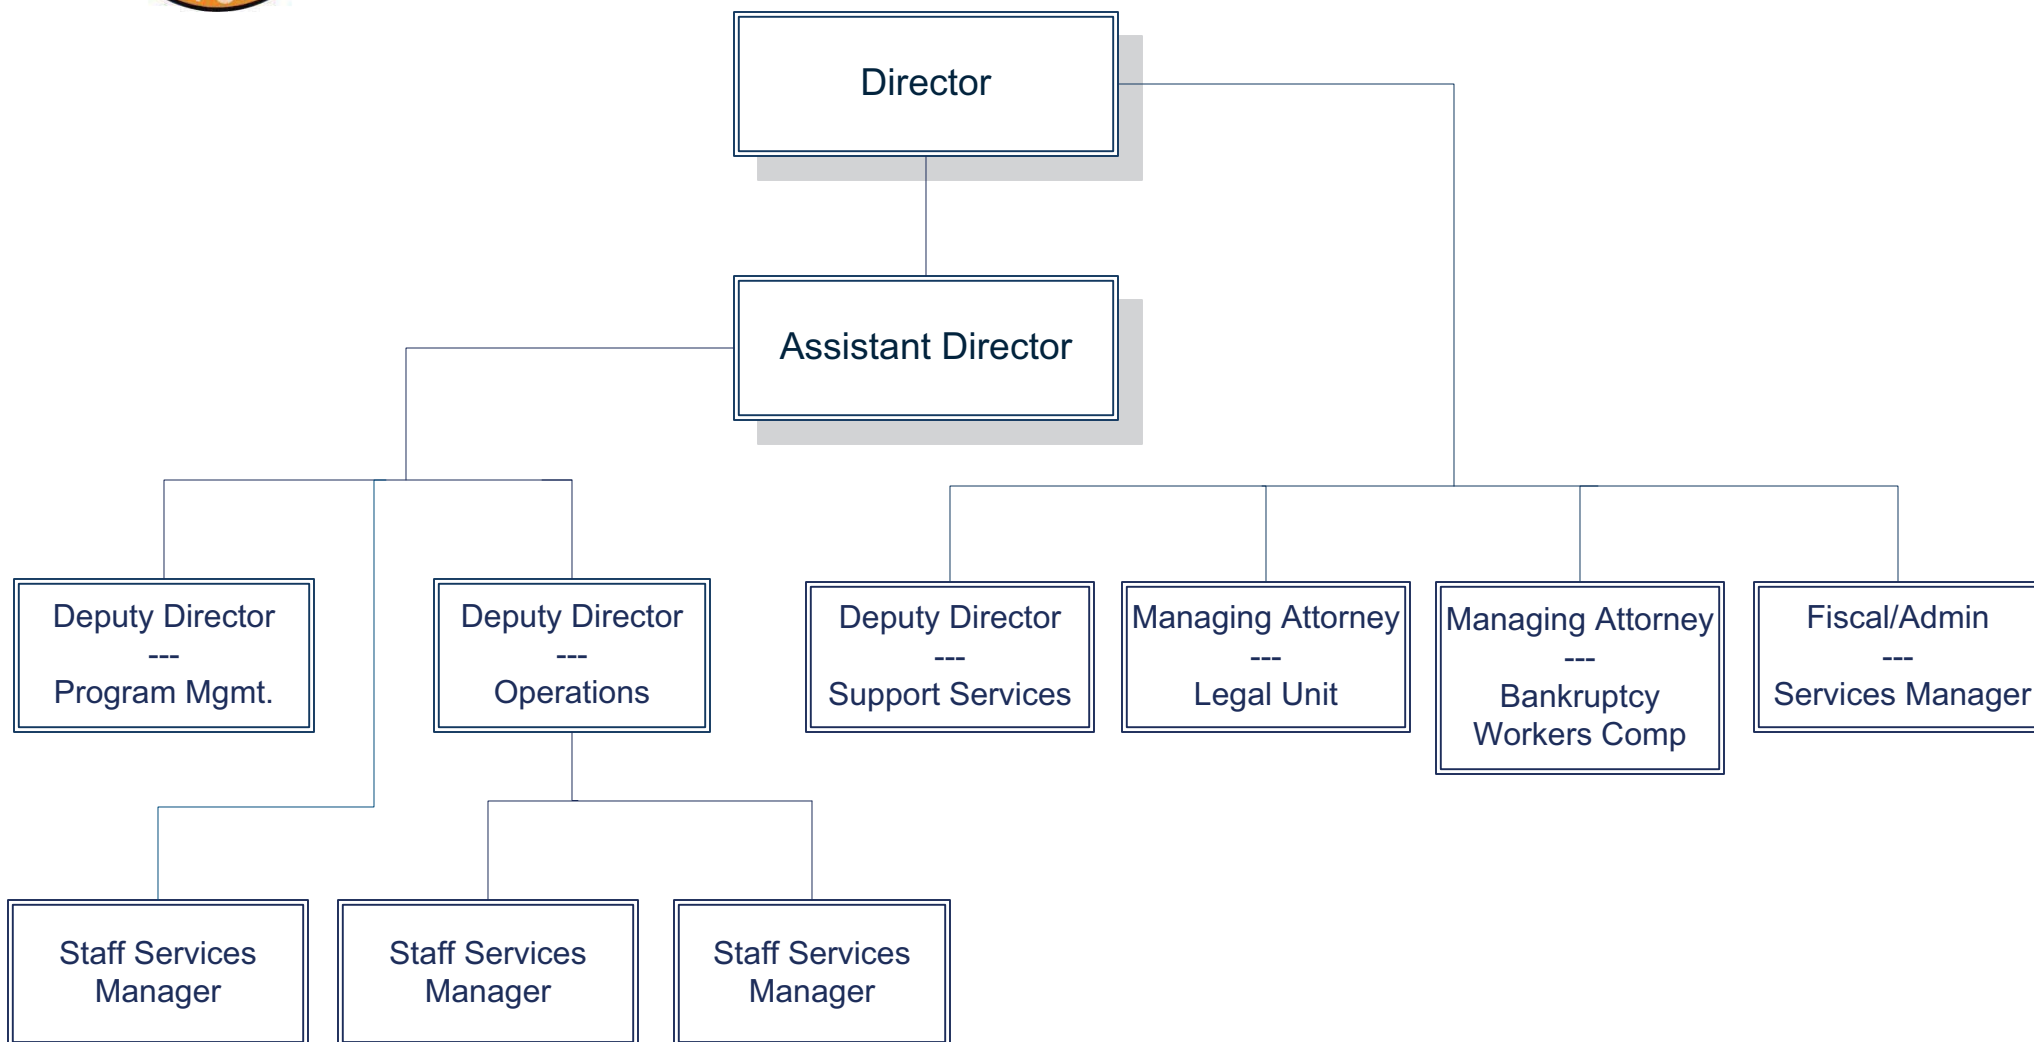 Director
Assistant Director
Deputy Director
---
Program Mgmt.
Deputy Director
---
Operations
Deputy Director
---
Support Services
Managing Attorney
---
Legal Unit
Managing Attorney
---
Bankruptcy
Workers Comp
Fiscal/Admin
---
Services Manager
Staff Services
Manager
Staff Services
Manager
Staff Services
Manager